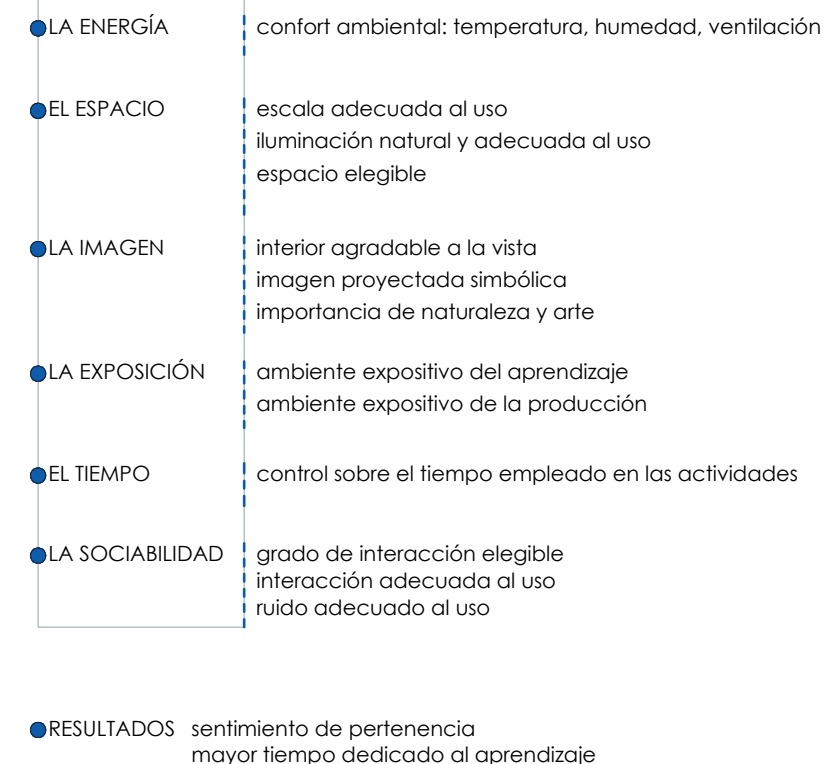 LA ENERGÍA confort ambiental: temperatura, humedad, ventilación
EL ESPACIO escala adecuada al uso
iluminación natural y adecuada al uso
espacio elegible
LA IMAGEN interior agradable a la vista
imagen proyectada simbólica
importancia de naturaleza y arte
LA EXPOSICIÓN ambiente expositivo del aprendizaje
ambiente expositivo de la producción
EL TIEMPO control sobre el tiempo empleado en las actividades
LA SOCIABILIDAD grado de interacción elegible
interacción adecuada al uso
ruido adecuado al uso
RESULTADOS sentimiento de pertenencia
mayor tiempo dedicado al aprendizaje